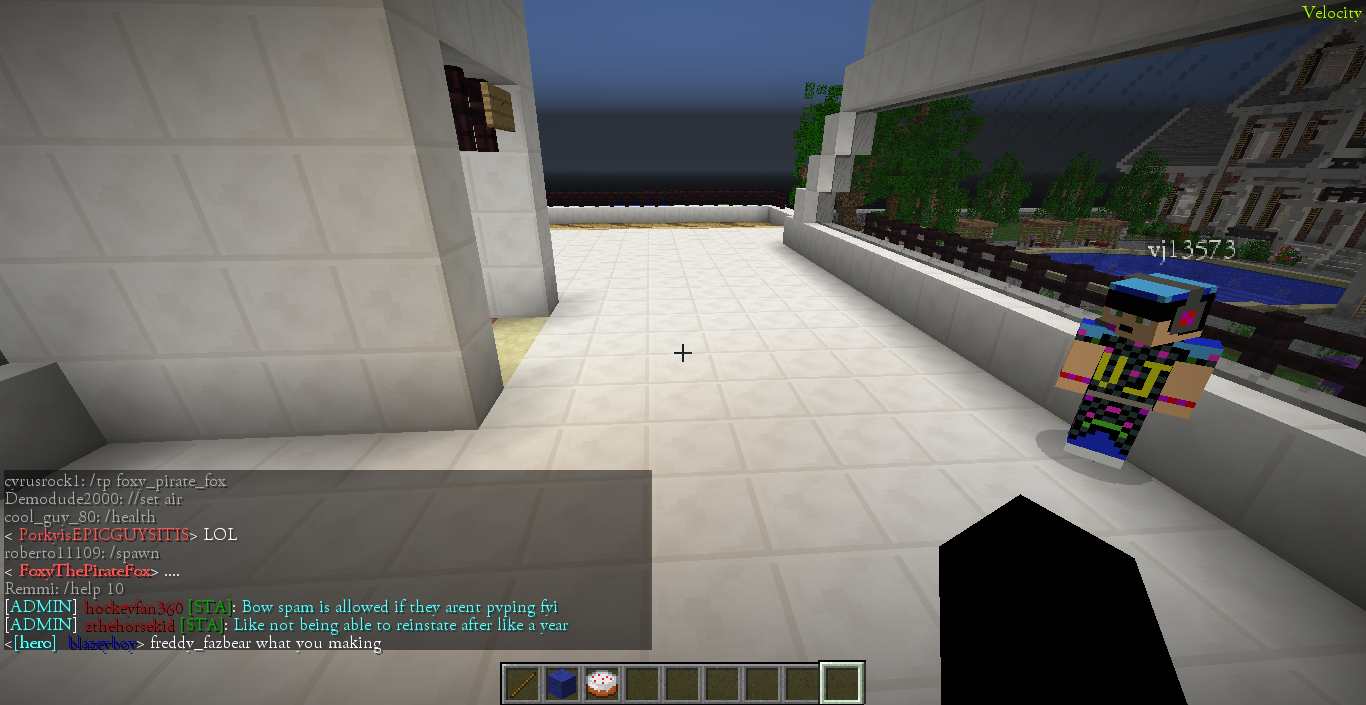 Velocity
vj13573
cyrusrock1: /tp foxy_pirate_fox
Demodude2000: //set air
cool_guy_80: /health
< PorkyisEPICGUYSITIS> LOL
roberto11109: /spawn
< FoxyThePirateFox> ....
Remmi: /help 10
[ADMIN] hockeyfan360 [STA]: Bow spam is allowed if they arent pvping fyi
[ADMIN] zthehorsekid [STA]: Like not being able to reinstate after like a year
<[hero] blazeyboy> freddy_fazbear what you making